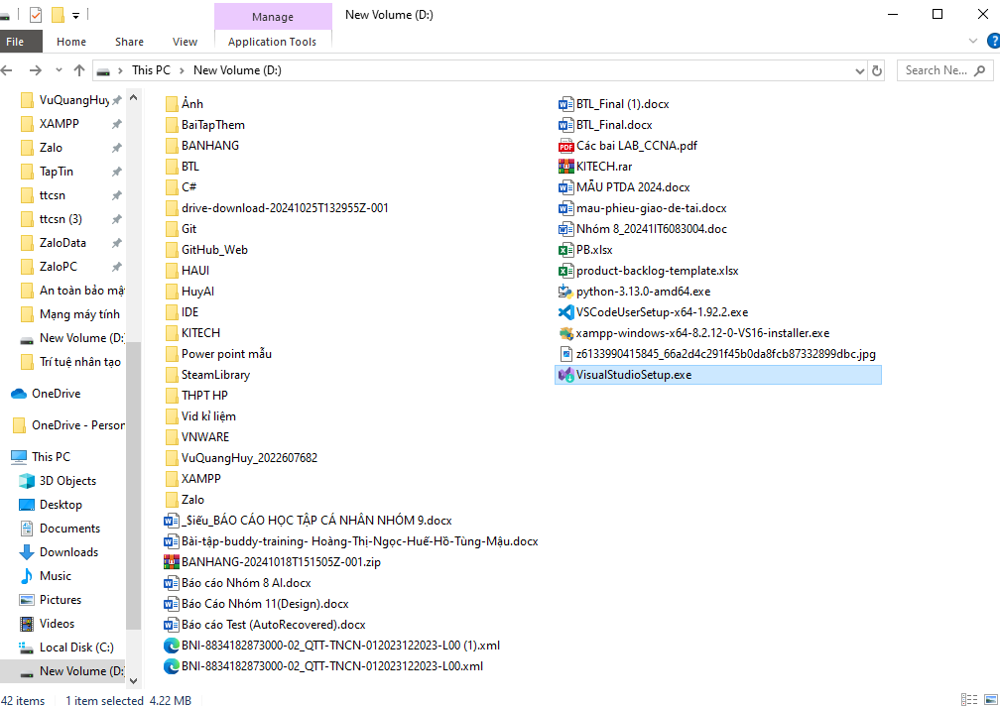 Manage
New Volume (D:)
File
Home
Share
View
Application Tools
This PC
New Volume (D:)
Search Ne...
VuQuangHuy
XAMPP
Zalo
TapTin
ttcsn
ttcsn (3)
ZaloData
ZaloPC
An toàn bảo mậ
Mạng máy tính
New Volume (D:
Trí tuệ nhân tạo
OneDrive
OneDrive - Person
This PC
3D Objects
Desktop
Documents
Downloads
Music
Pictures
Videos
Local Disk (C:)
New Volume (D:
Ảnh
BaiTapThem
BANHANG
BTL
C#
drive-download-20241025T132955Z-001
Git
GitHub_Web
HAUI
HuyAI
IDE
KITECH
Power point mẫu
SteamLibrary
THPT HP
Vid kỉ liệm
VNWARE
VuQuangHuy_2022607682
XAMPP
Zalo
_$iểu_BÁO CÁO HỌC TẬP CÁ NHÂN NHÓM 9.docx
Bài-tập-buddy-training- Hoàng-Thị-Ngọc-Huế-Hồ-Tùng-Mậu.docx
BANHANG-20241018T151505Z-001.zip
Báo cáo Nhóm 8 AI.docx
Báo Cáo Nhóm 11(Design).docx
Báo cáo Test (AutoRecovered).docx
BNI-8834182873000-02_QTT-TNCN-012023122023-L00 (1).xml
BNI-8834182873000-02_QTT-TNCN-012023122023-L00.xml
BTL_Final (1).docx
BTL_Final.docx
Các bai LAB_CCNA.pdf
KITECH.rar
MẪU PTDA 2024.docx
mau-phieu-giao-de-tai.docx
Nhóm 8_20241IT6083004.doc
PB.xlsx
product-backlog-template.xlsx
python-3.13.0-amd64.exe
VSCodeUserSetup-x64-1.92.2.exe
xampp-windows-x64-8.2.12-0-VS16-installer.exe
z6133990415845_66a2d4c291f45b0da8fcb87332899dbc.jpg
VisualStudioSetup.exe
42 items
1 item selected 4.22 MB